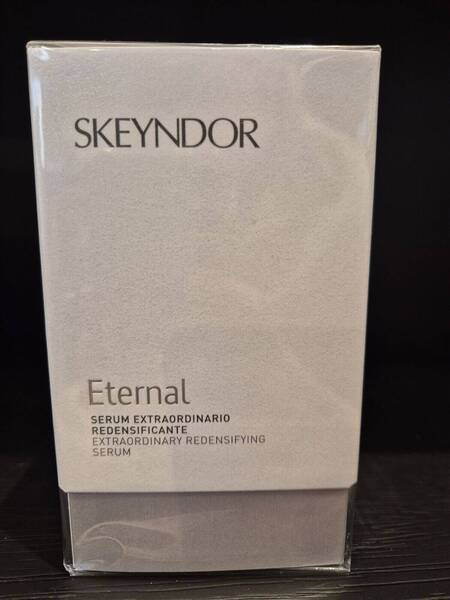 SKEYNDOR
Eternal
SERUM EXTRAORDINARIO
REDENSIFICANTE
EXTRAORDINARY REDENSIFYING
SERUM